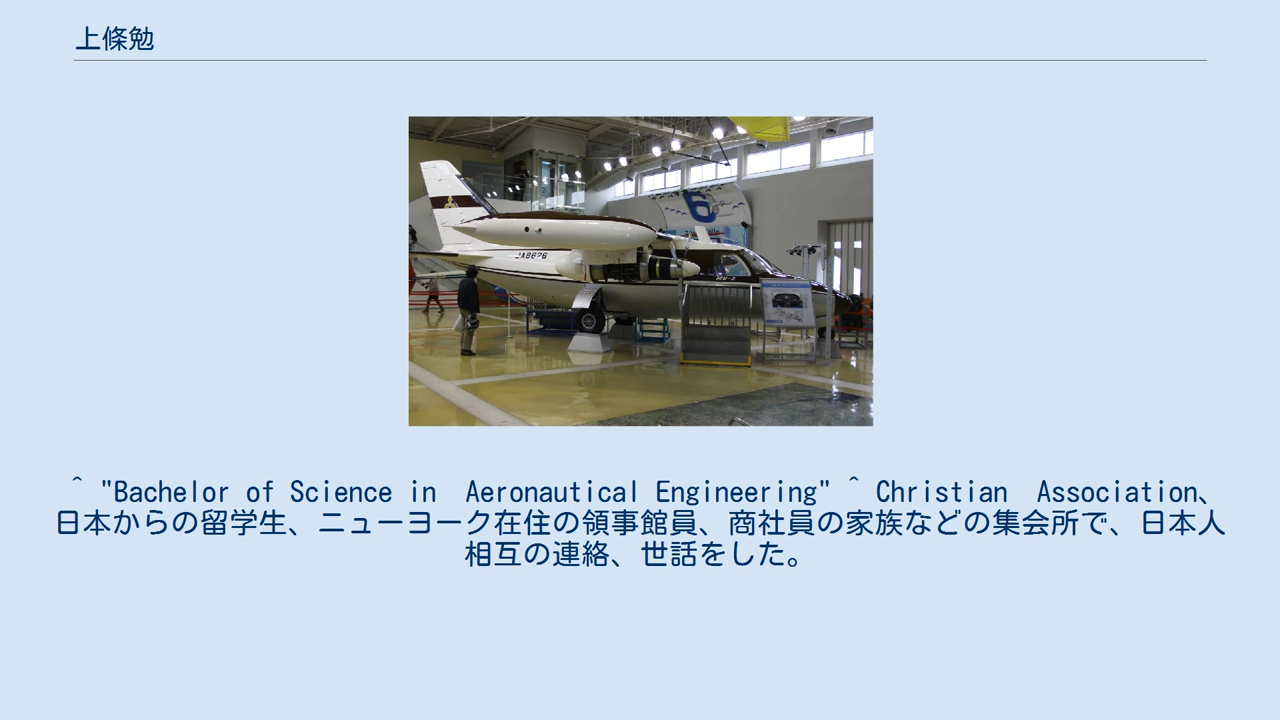 上條勉
JA8626
MU-2
^ "Bachelor of Science in  Aeronautical Engineering" ^ Christian  Association、
日本からの留学生、ニューヨーク在住の領事館員、商社員の家族などの集会所で、日本人
相互の連絡、世話をした。